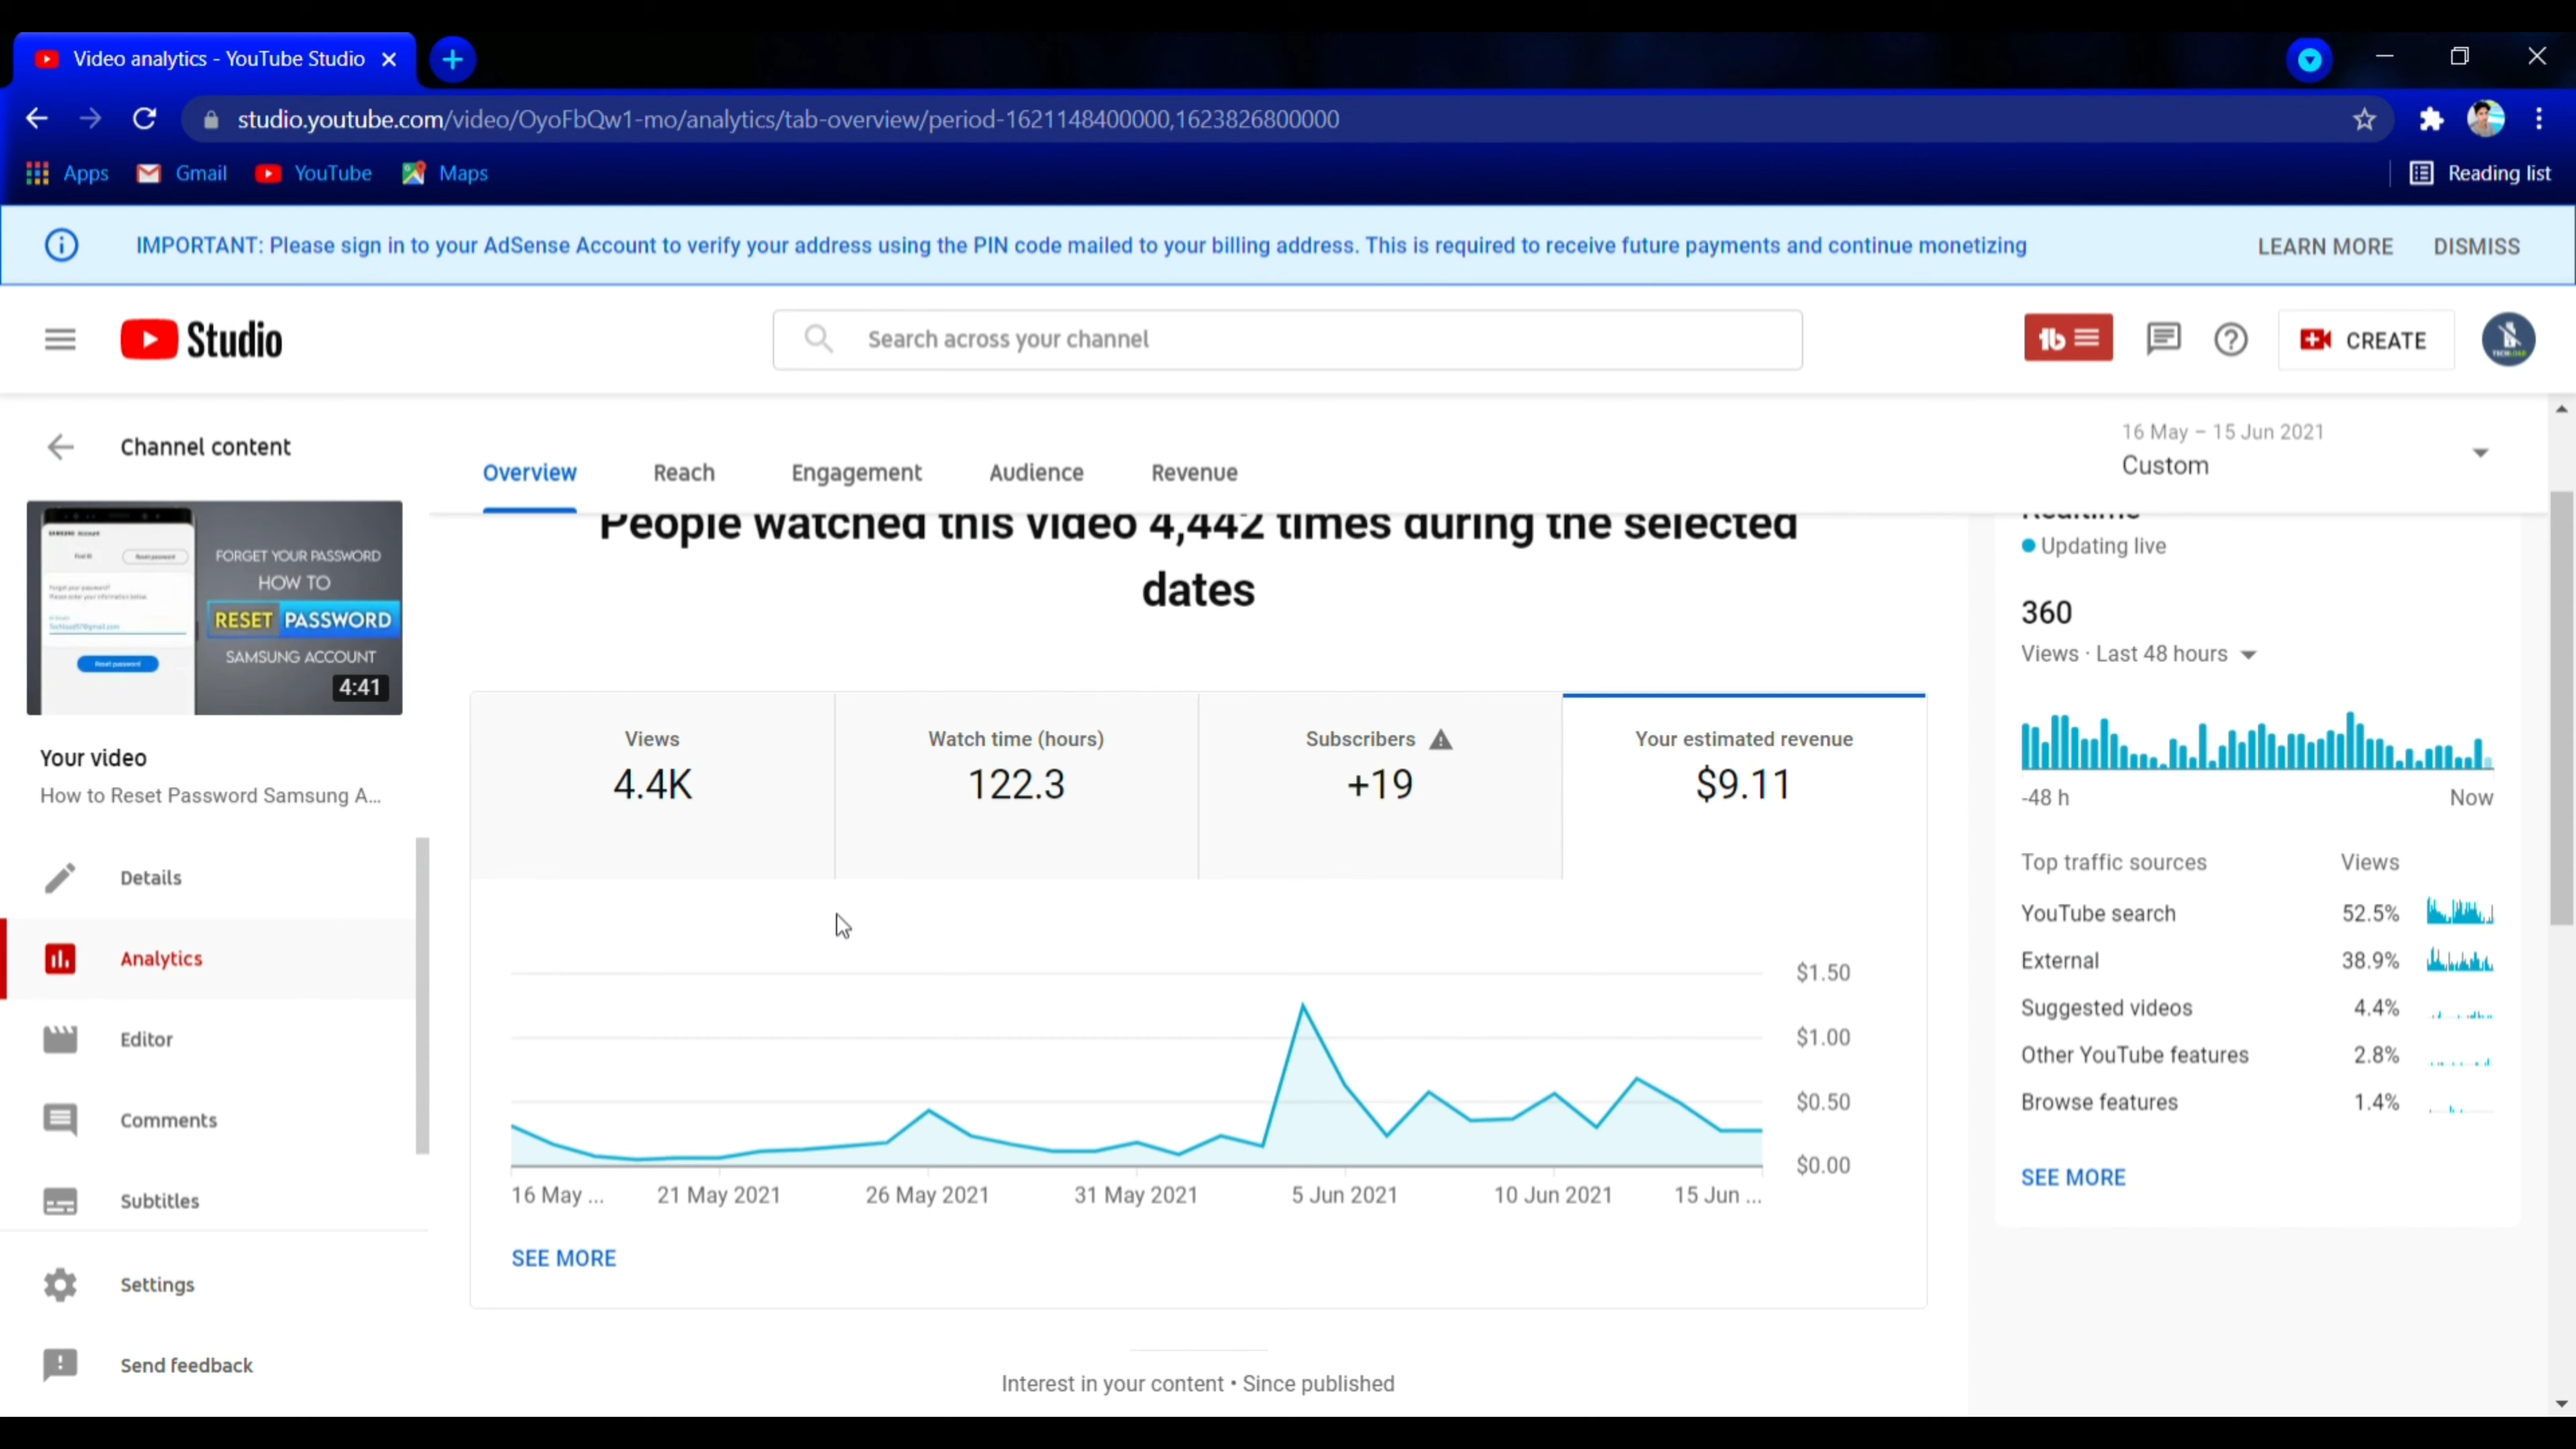 Video analytics - YouTube Studio
studio.youtube.com/video/OyoFbQw1-mo/analytics/tab-overview/period-1621148400000,1623826800000
Apps Gmail YouTube Maps Reading list
IMPORTANT: Please sign in to your AdSense Account to verify your address using the PIN code mailed to your billing address. This is required to receive future payments and continue monetizing LEARN MORE DISMISS
Studio
Search across your channel
CREATE
Channel content
Overview Reach Engagement Audience Revenue
16 May – 15 Jun 2021
Custom
FORGET YOUR PASSWORD
HOW TO
RESET PASSWORD
SAMSUNG ACCOUNT
Reset password
4:41
Your video
How to Reset Password Samsung A...
Details
Analytics
Editor
Comments
Subtitles
Settings
Send feedback
People watched this video 4,442 times during the selected
dates
Views
4.4K
Watch time (hours)
122.3
Subscribers
+19
Your estimated revenue
$9.11
$1.50
$1.00
$0.50
$0.00
16 May ... 21 May 2021 26 May 2021 31 May 2021 5 Jun 2021 10 Jun 2021 15 Jun ...
SEE MORE
Interest in your content • Since published
Realtime
Updating live
360
Views · Last 48 hours
-48 h Now
Top traffic sources Views
YouTube search 52.5%
External 38.9%
Suggested videos 4.4%
Other YouTube features 2.8%
Browse features 1.4%
SEE MORE